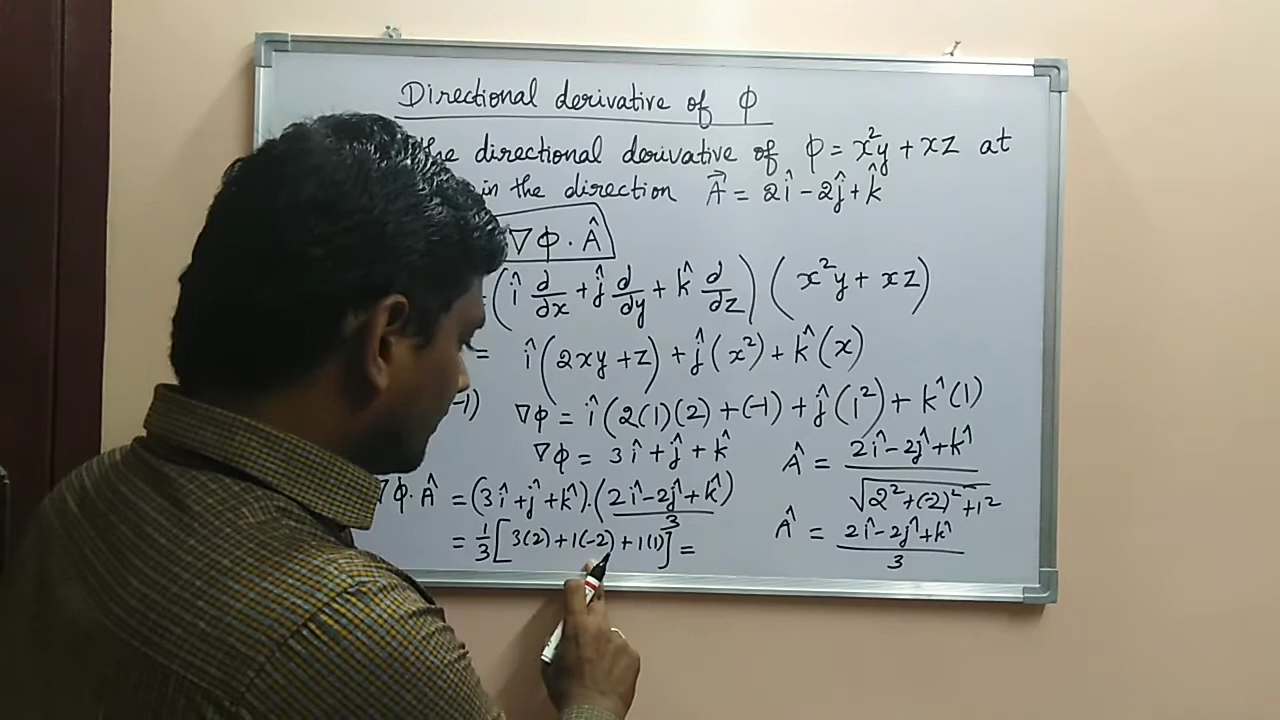 Directional derivative of φ
the directional derivative of φ = x²y + xz at
in the direction A⃗ = 2î - 2ĵ + k̂
∇φ . Â
= (î d/dx + ĵ d/dy + k̂ d/dz) (x²y + xz)
= î (2xy + z) + ĵ (x²) + k̂ (x)
-1) ∇φ = î (2(1)(2) + (-1) + ĵ (1²) + k̂ (1)
∇φ = 3î + ĵ + k̂
∇φ . Â = (3î + ĵ + k̂) . (2î - 2ĵ + k̂)/3
= 1/3 [3(2) + 1(-2) + 1(1)] =
 = 2î - 2ĵ + k̂ / √2² + (-2)² + 1²
 = 2î - 2ĵ + k̂ / 3